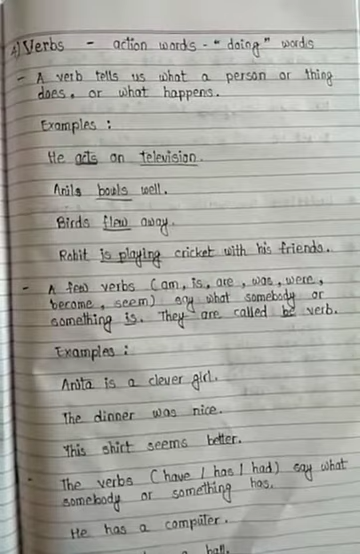 4) Verbs - action words - "doing" words
- A verb tells us what a person or thing
does, or what happens.
Examples :
He acts on television.
Anils bowls well.
Birds flew away.
Rohit is playing cricket with his friends.
- A few verbs (am, is, are, was, were,
become, seem) say what somebody or
something is. They are called be verb.
Examples :
Anita is a clever girl.
The dinner was nice.
This shirt seems better.
- The verbs (have / has / had) say what
somebody or something has.
He has a computer.
a ball